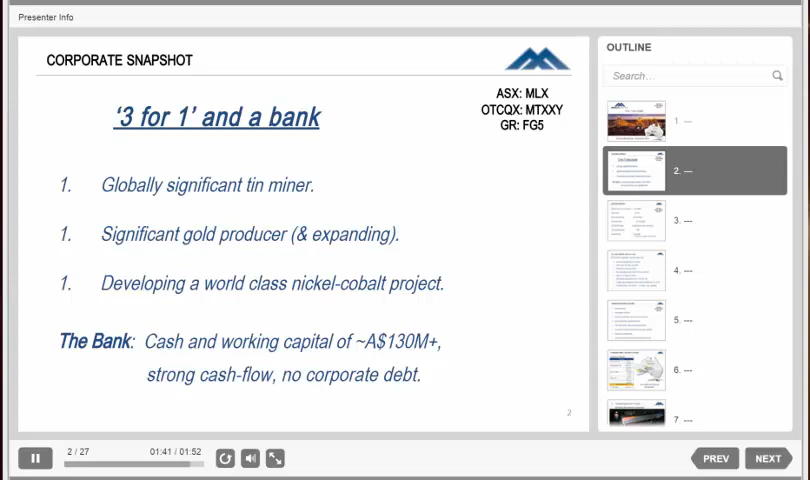 Presenter Info
CORPORATE SNAPSHOT
ASX: MLX
OTCQX: MTXXY
GR: FG5
‘3 for 1’ and a bank
1. Globally significant tin miner.
1. Significant gold producer (& expanding).
1. Developing a world class nickel-cobalt project.
The Bank: Cash and working capital of ~A$130M+,
strong cash-flow, no corporate debt.
2
OUTLINE
Search...
1. ---
2. ---
3. ---
4. ---
5. ---
6. ---
7 ---
2 / 27
01:41 / 01:52
PREV
NEXT